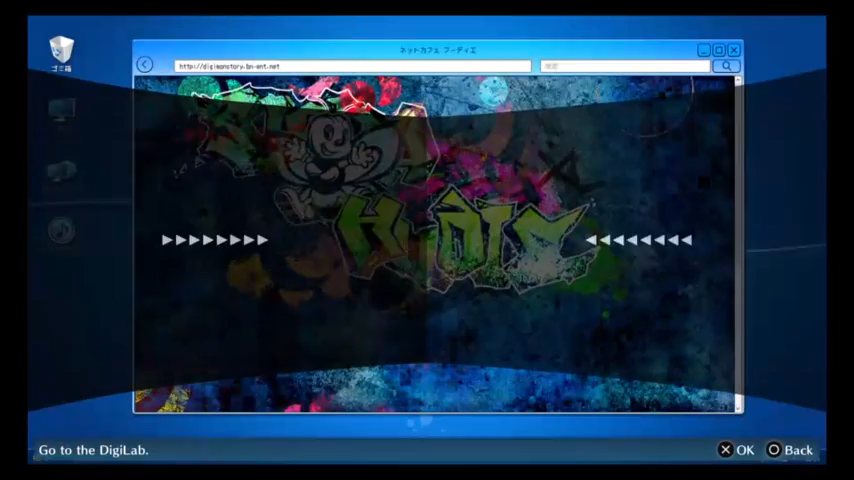 ネットカフェ フーディエ
http://digimonstory.bn-ent.net
検索
ゴミ箱
Go to the DigiLab.
OK
Back